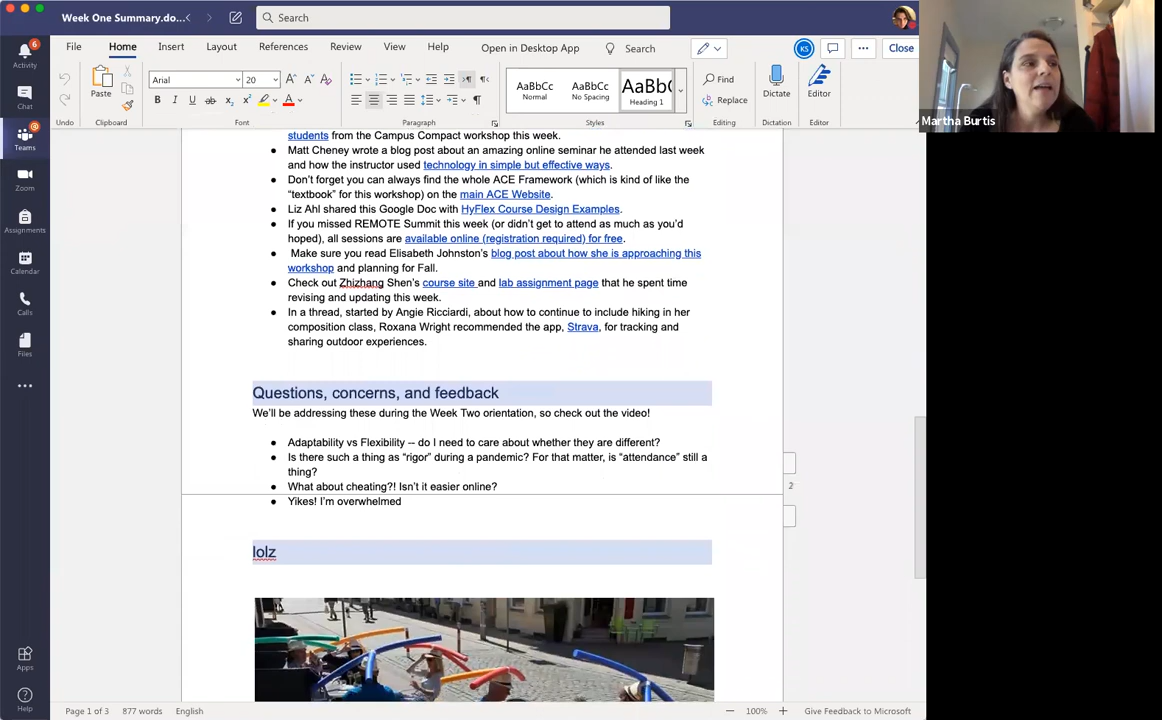 Week One Summary.do...
Search
File
Home
Insert
Layout
References
Review
View
Help
Open in Desktop App
Search
KS
Close
Martha Burtis
6
Activity
Chat
Teams
Zoom
Assignments
Calendar
Calls
Files
Apps
Help
Paste
Arial
20
B I U ab x₂ x² A
AaBbCc
Normal
AaBbCc
No Spacing
AaBb(
Heading 1
Find
Replace
Dictate
Editor
Undo
Clipboard
Font
Paragraph
Styles
Editing
Dictation
Editor
students from the Campus Compact workshop this week.
Matt Cheney wrote a blog post about an amazing online seminar he attended last week
and how the instructor used technology in simple but effective ways.
Don't forget you can always find the whole ACE Framework (which is kind of like the
“textbook” for this workshop) on the main ACE Website.
Liz Ahl shared this Google Doc with HyFlex Course Design Examples.
If you missed REMOTE Summit this week (or didn't get to attend as much as you'd
hoped), all sessions are available online (registration required) for free.
Make sure you read Elisabeth Johnston's blog post about how she is approaching this
workshop and planning for Fall.
Check out Zhizhang Shen's course site and lab assignment page that he spent time
revising and updating this week.
In a thread, started by Angie Ricciardi, about how to continue to include hiking in her
composition class, Roxana Wright recommended the app, Strava, for tracking and
sharing outdoor experiences.
Questions, concerns, and feedback
We'll be addressing these during the Week Two orientation, so check out the video!
Adaptability vs Flexibility -- do I need to care about whether they are different?
Is there such a thing as “rigor” during a pandemic? For that matter, is “attendance” still a
thing?
What about cheating?! Isn't it easier online?
Yikes! I'm overwhelmed
2
lolz
Page 1 of 3
877 words
English
100%
Give Feedback to Microsoft